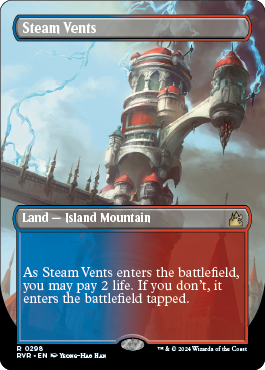 Steam Vents
Land — Island Mountain
As Steam Vents enters the battlefield,
you may pay 2 life. If you don't, it
enters the battlefield tapped.
R 0298
RVR • EN Yeong-Hao Han
™ & © 2024 Wizards of the Coast